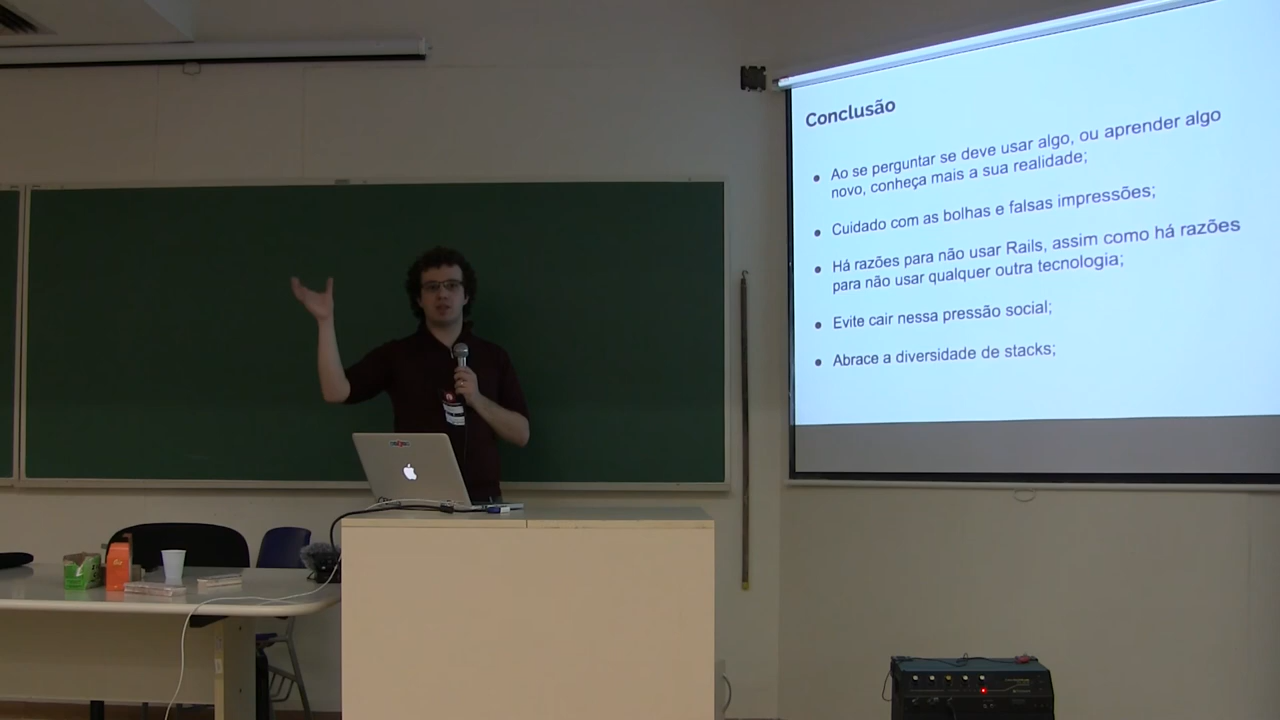 Conclusão
● Ao se perguntar se deve usar algo, ou aprender algo
novo, conheça mais a sua realidade;
● Cuidado com as bolhas e falsas impressões;
● Há razões para não usar Rails, assim como há razões
para não usar qualquer outra tecnologia;
● Evite cair nessa pressão social;
● Abrace a diversidade de stacks;